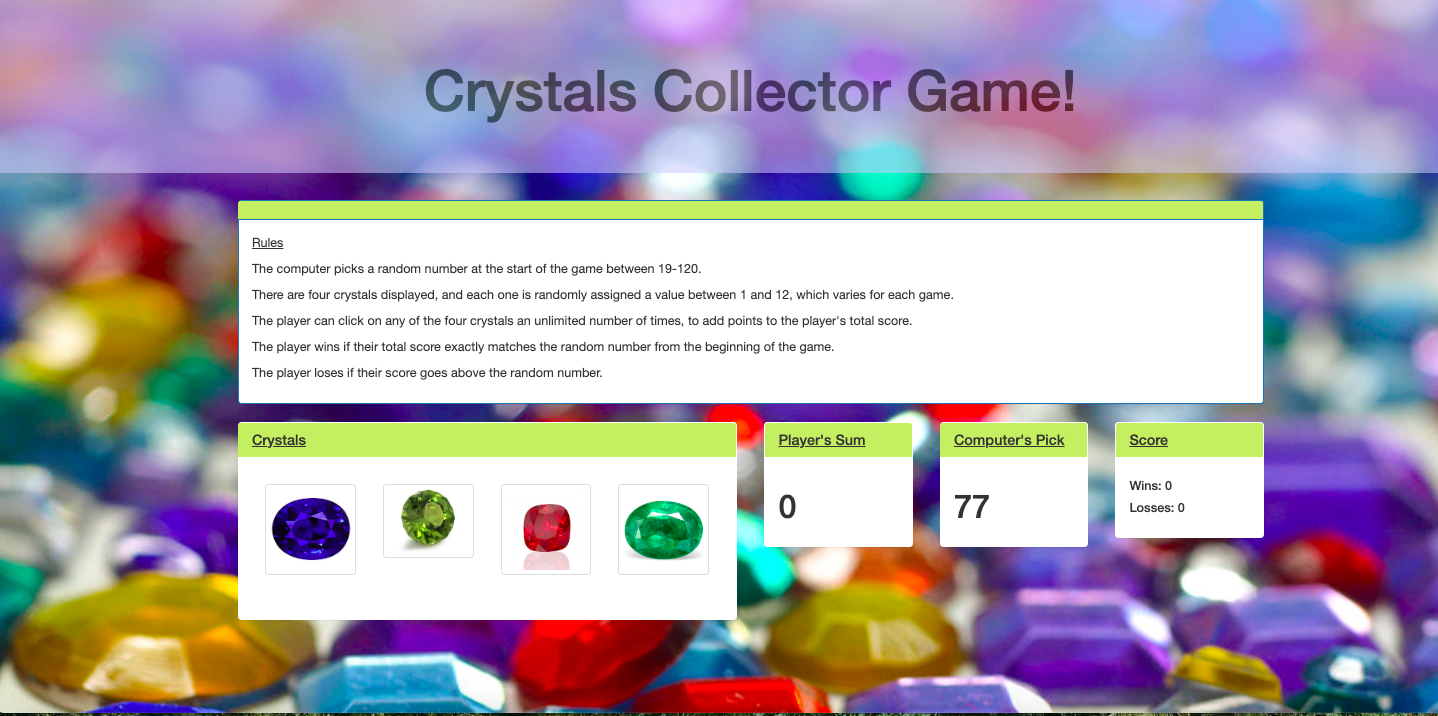 Crystals Collector Game!
Rules
The computer picks a random number at the start of the game between 19-120.
There are four crystals displayed, and each one is randomly assigned a value between 1 and 12, which varies for each game.
The player can click on any of the four crystals an unlimited number of times, to add points to the player's total score.
The player wins if their total score exactly matches the random number from the beginning of the game.
The player loses if their score goes above the random number.
Crystals
Player's Sum
0
Computer's Pick
77
Score
Wins: 0
Losses: 0